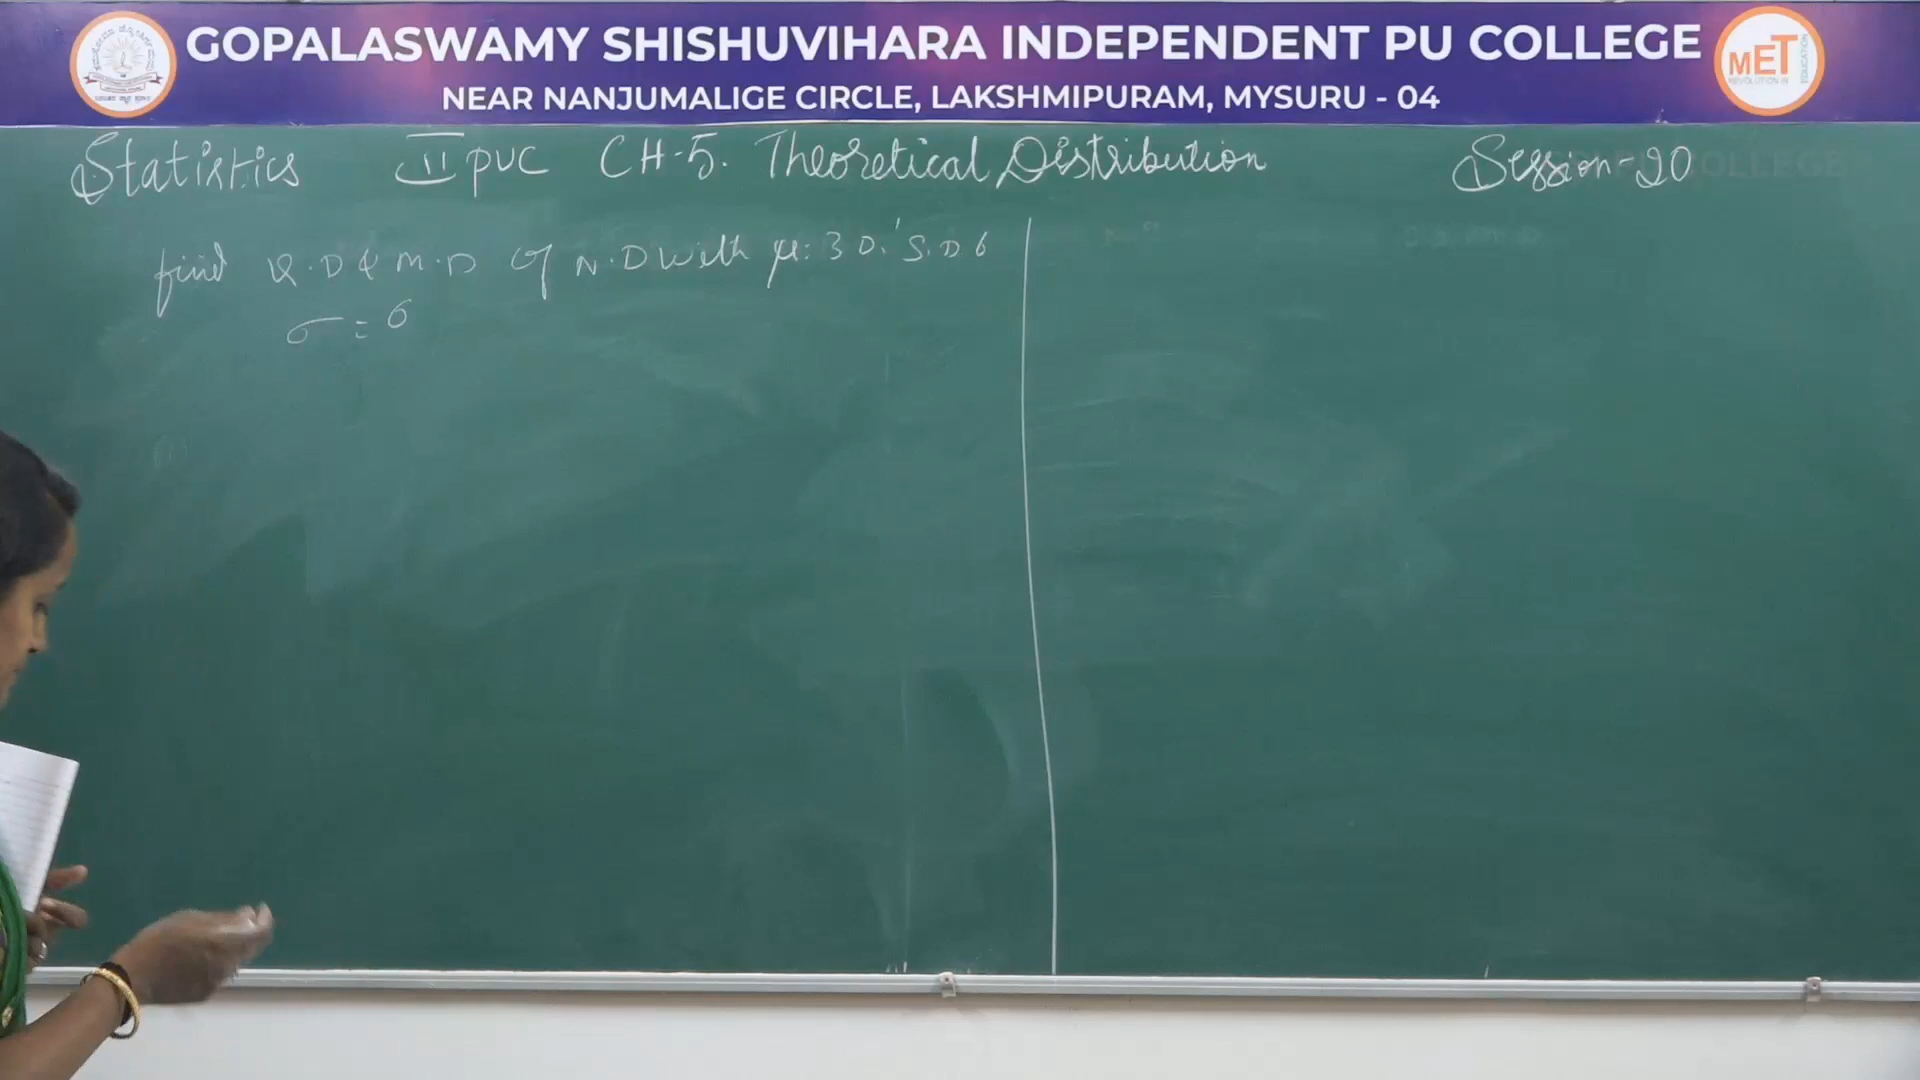 GOPALASWAMY SHISHUVIHARA INDEPENDENT PU COLLEGE
NEAR NANJUMALIGE CIRCLE, LAKSHMIPURAM, MYSURU - 04
MET
EDUCATION
Statistics II PUC CH-5. Theoretical Distribution Session-20
find Q.D & M.D of N.D with μ: 30. S.D 6
σ = 6